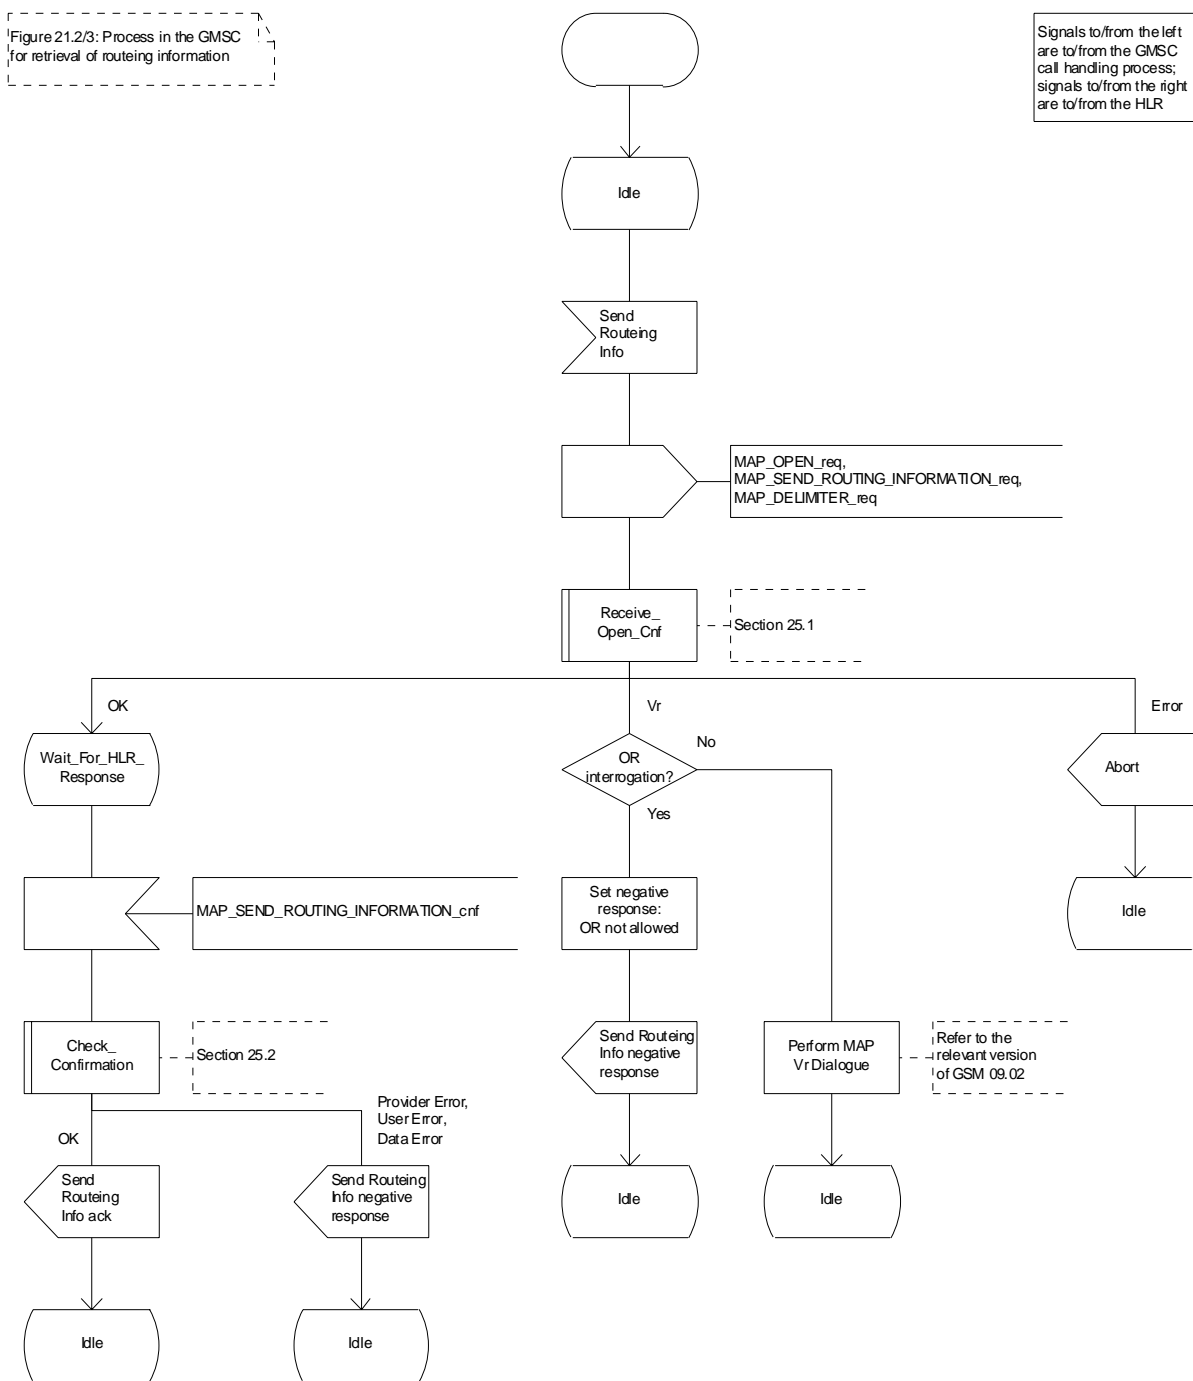 Figure 21.2/3: Process in the GMSC
for retrieval of routeing information
Signals to/from the left
are to/from the GMSC
call handling process;
signals to/from the right
are to/from the HLR
Idle
Send
Routeing
Info
MAP_OPEN_req,
MAP_SEND_ROUTING_INFORMATION_req,
MAP_DELIMITER_req
Receive_
Open_Cnf
Section 25.1
OK
Vr
Error
Wait_For_HLR_
Response
OR
interrogation?
No
Yes
Abort
MAP_SEND_ROUTING_INFORMATION_cnf
Set negative
response:
OR not allowed
Idle
Check_
Confirmation
Section 25.2
Send Routeing
Info negative
response
Perform MAP
Vr Dialogue
Refer to the
relevant version
of GSM 09.02
OK
Provider Error,
User Error,
Data Error
Send
Routeing
Info ack
Send Routeing
Info negative
response
Idle
Idle
Idle
Idle